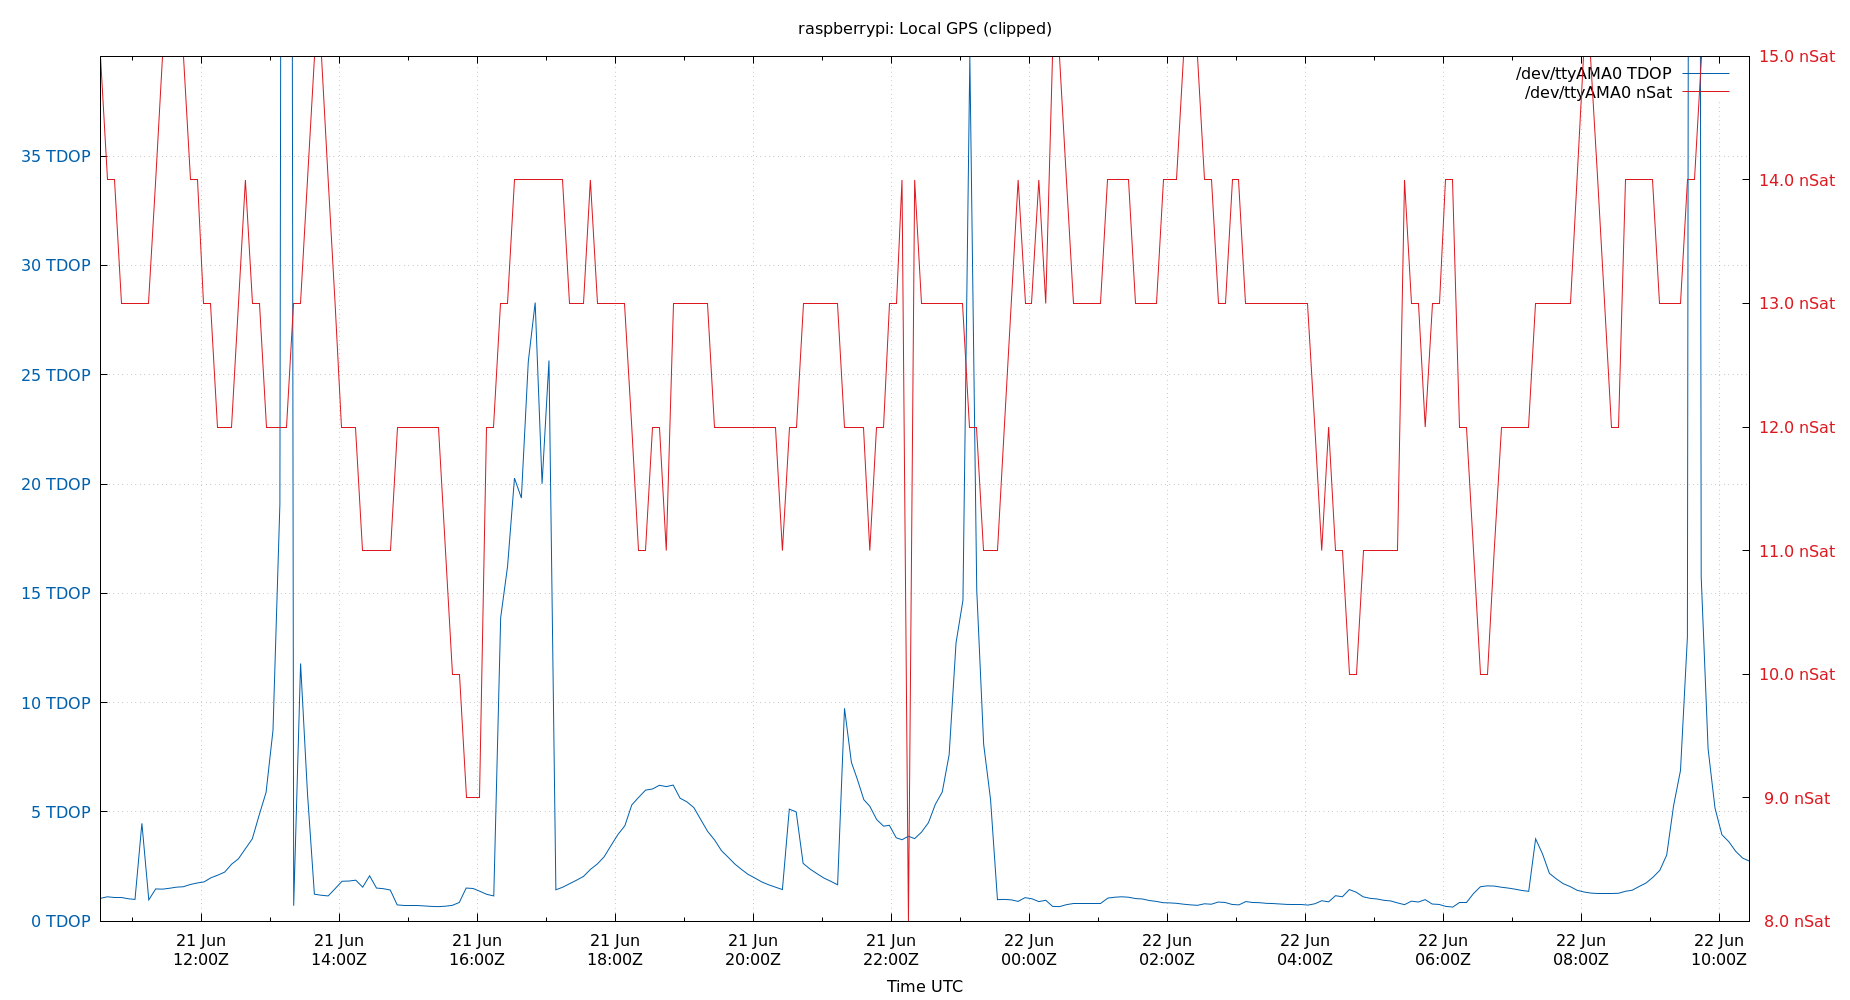 raspberrypi: Local GPS (clipped)
/dev/ttyAMA0 TDOP
/dev/ttyAMA0 nSat
35 TDOP
30 TDOP
25 TDOP
20 TDOP
15 TDOP
10 TDOP
5 TDOP
0 TDOP
15.0 nSat
14.0 nSat
13.0 nSat
12.0 nSat
11.0 nSat
10.0 nSat
9.0 nSat
8.0 nSat
21 Jun
12:00Z
21 Jun
14:00Z
21 Jun
16:00Z
21 Jun
18:00Z
21 Jun
20:00Z
21 Jun
22:00Z
22 Jun
00:00Z
22 Jun
02:00Z
22 Jun
04:00Z
22 Jun
06:00Z
22 Jun
08:00Z
22 Jun
10:00Z
Time UTC